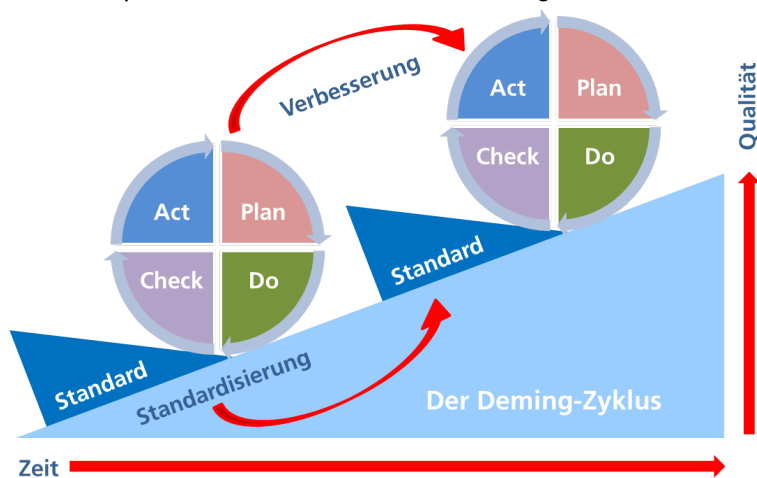 Verbesserung
Act
Plan
Check
Do
Qualität
Act
Plan
Check
Do
Standard
Standard
Standardisierung
Der Deming-Zyklus
Zeit